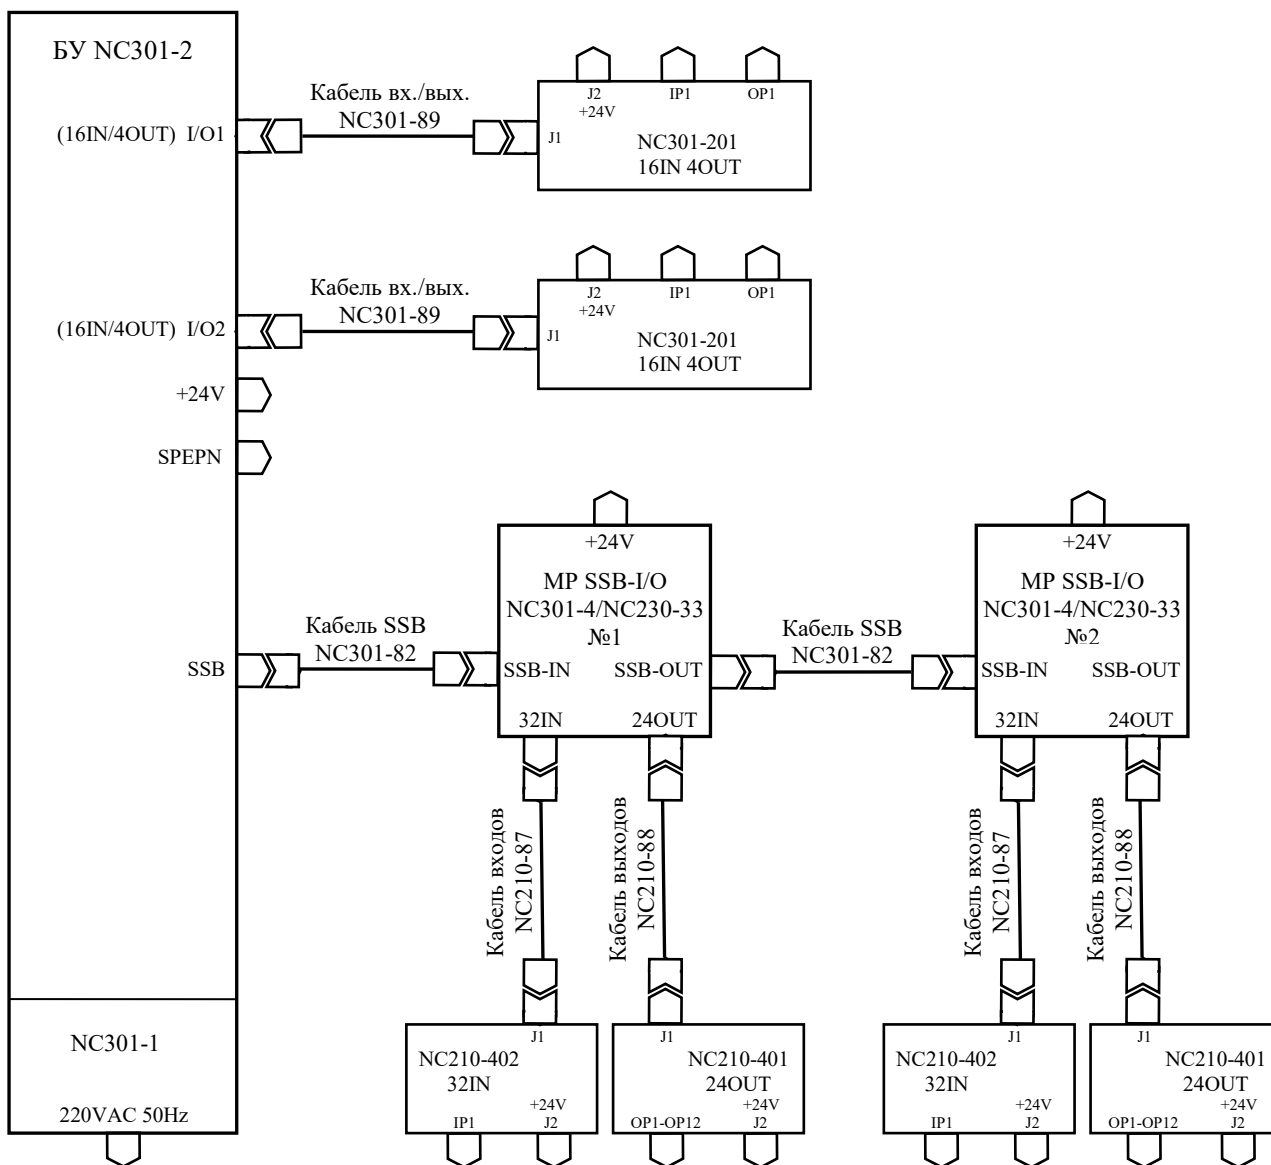 БУ NC301-2
(16IN/4OUT) I/O1
Кабель вх./вых.
NC301-89
J1
J2
+24V
IP1
OP1
NC301-201
16IN 4OUT
(16IN/4OUT) I/O2
Кабель вх./вых.
NC301-89
J1
J2
+24V
IP1
OP1
NC301-201
16IN 4OUT
+24V
SPEPN
SSB
Кабель SSB
NC301-82
+24V
МР SSB-I/O
NC301-4/NC230-33
№1
SSB-IN
SSB-OUT
32IN
24OUT
Кабель SSB
NC301-82
+24V
МР SSB-I/O
NC301-4/NC230-33
№2
SSB-IN
SSB-OUT
32IN
24OUT
Кабель входов
NC210-87
Кабель выходов
NC210-88
Кабель входов
NC210-87
Кабель выходов
NC210-88
NC301-1
220VAC 50Hz
J1
NC210-402
32IN
+24V
IP1
J2
J1
NC210-401
24OUT
+24V
OP1-OP12
J2
J1
NC210-402
32IN
+24V
IP1
J2
J1
NC210-401
24OUT
+24V
OP1-OP12
J2